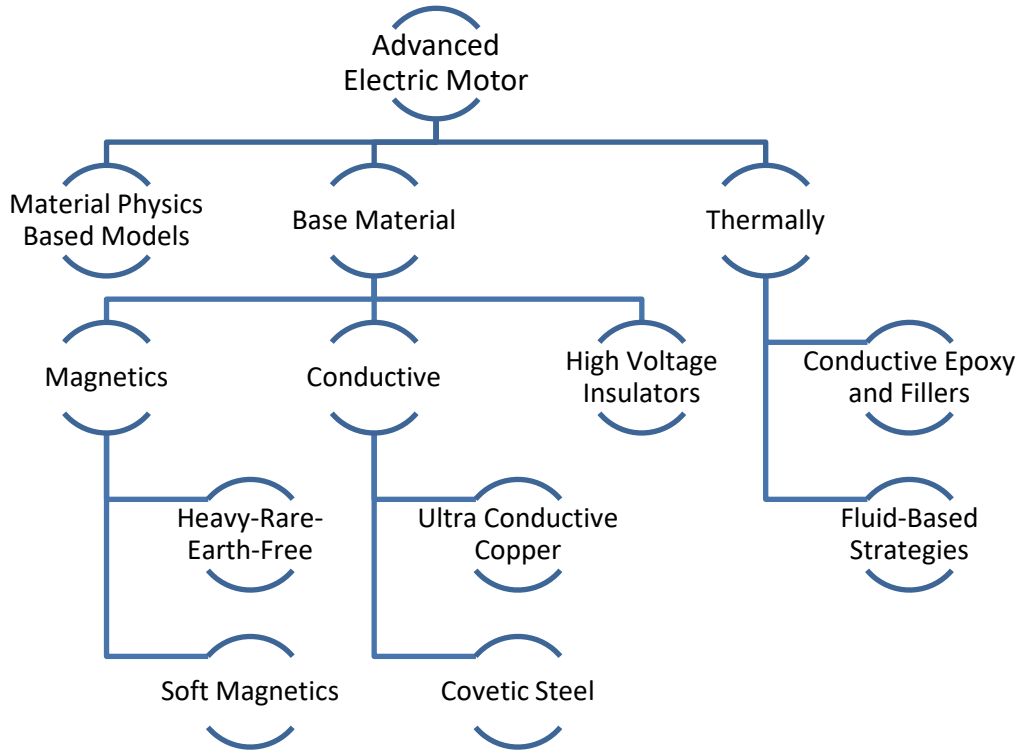 Advanced
Electric Motor
Material Physics
Based Models
Base Material
Thermally
Magnetics
Conductive
High Voltage
Insulators
Conductive Epoxy
and Fillers
Heavy-Rare-
Earth-Free
Ultra Conductive
Copper
Fluid-Based
Strategies
Soft Magnetics
Covetic Steel